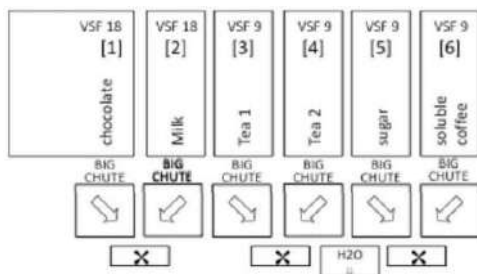 VSF 18 VSF 18 VSF 9 VSF 9 VSF 9 VSF 9
[1] [2] [3] [4] [5] [6]
chocolate Milk Tea 1 Tea 2 sugar soluble coffee
BIG CHUTE BIG CHUTE BIG CHUTE BIG CHUTE BIG CHUTE BIG CHUTE
H2O